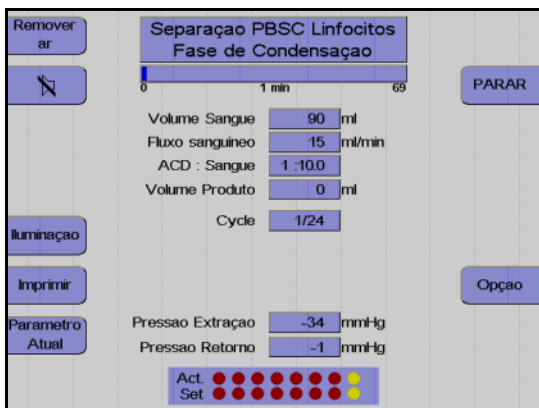 Remover
ar
Separaçao PBSC Linfocitos
Fase de Condensaçao
0 1 min 69
PARAR
Volume Sangue 90 ml
Fluxo sanguineo 15 ml/min
ACD : Sangue 1 :10.0
Volume Produto 0 ml
Cycle 1/24
Iluminaçao
Imprimir
Opçao
Parametro
Atual
Pressao Extraçao -34 mmHg
Pressao Retorno -1 mmHg
Act.
Set